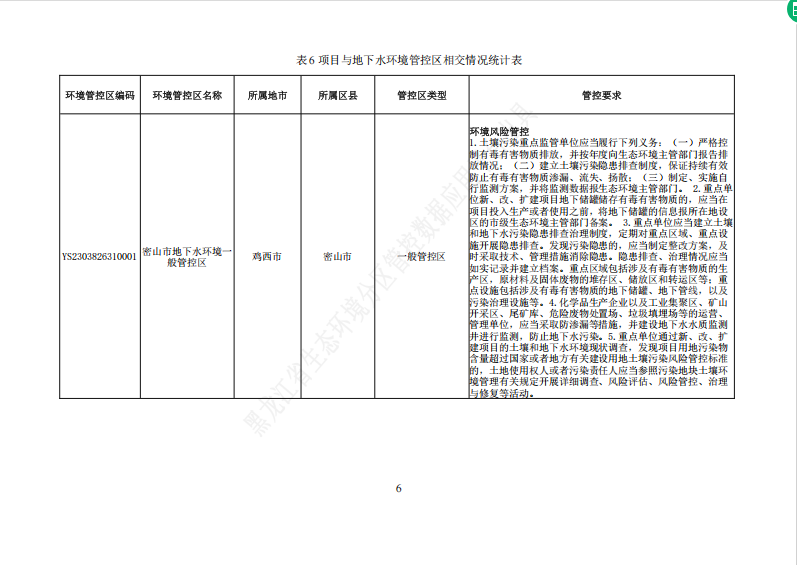 表6 项目与地下水环境管控区相交情况统计表
环境管控区编码 环境管控区名称 所属地市 所属区县 管控区类型 管控要求
YS2303826310001
密山市地下水环境一
般管控区
鸡西市
密山市
一般管控区
环境风险管控
1.土壤污染重点监管单位应当履行下列义务：（一）严格控
制有毒有害物质排放，并按年度向生态环境主管部门报告排
放情况；（二）建立土壤污染隐患排查制度，保证持续有效
防止有毒有害物质渗漏、流失、扬散；（三）制定、实施自
行监测方案，并将监测数据报生态环境主管部门。 2.重点单
位新、改、扩建项目地下储罐储存有毒有害物质的，应当在
项目投入生产或者使用之前，将地下储罐的信息报所在地设
区的市级生态环境主管部门备案。 3.重点单位应当建立土壤
和地下水污染隐患排查治理制度，定期对重点区域、重点设
施开展隐患排查。发现污染隐患的，应当制定整改方案，及
时采取技术、管理措施消除隐患。隐患排查、治理情况应当
如实记录并建立档案。重点区域包括涉及有毒有害物质的生
产区，原材料及固体废物的堆存区、储放区和转运区等；重
点设施包括涉及有毒有害物质的地下储罐、地下管线，以及
污染治理设施等。4.化学品生产企业以及工业集聚区、矿山
开采区、尾矿库、危险废物处置场、垃圾填埋场等的运营、
管理单位，应当采取防渗漏等措施，并建设地下水水质监测
井进行监测，防止地下水污染。5.重点单位通过新、改、扩
建项目的土壤和地下水环境现状调查，发现项目用地污染物
含量超过国家或者地方有关建设用地土壤污染风险管控标准
的，土地使用权人或者污染责任人应当参照污染地块土壤环
境管理有关规定开展详细调查、风险评估、风险管控、治理
与修复等活动。
黑龙江省生态环境分区管控数据应用
6